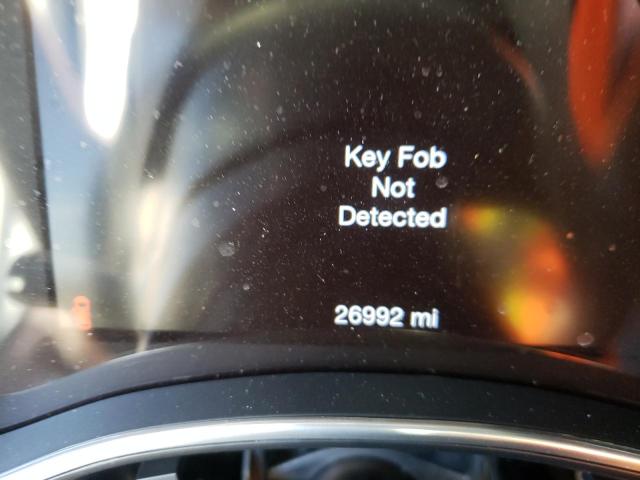 Key Fob
Not
Detected
26992 mi